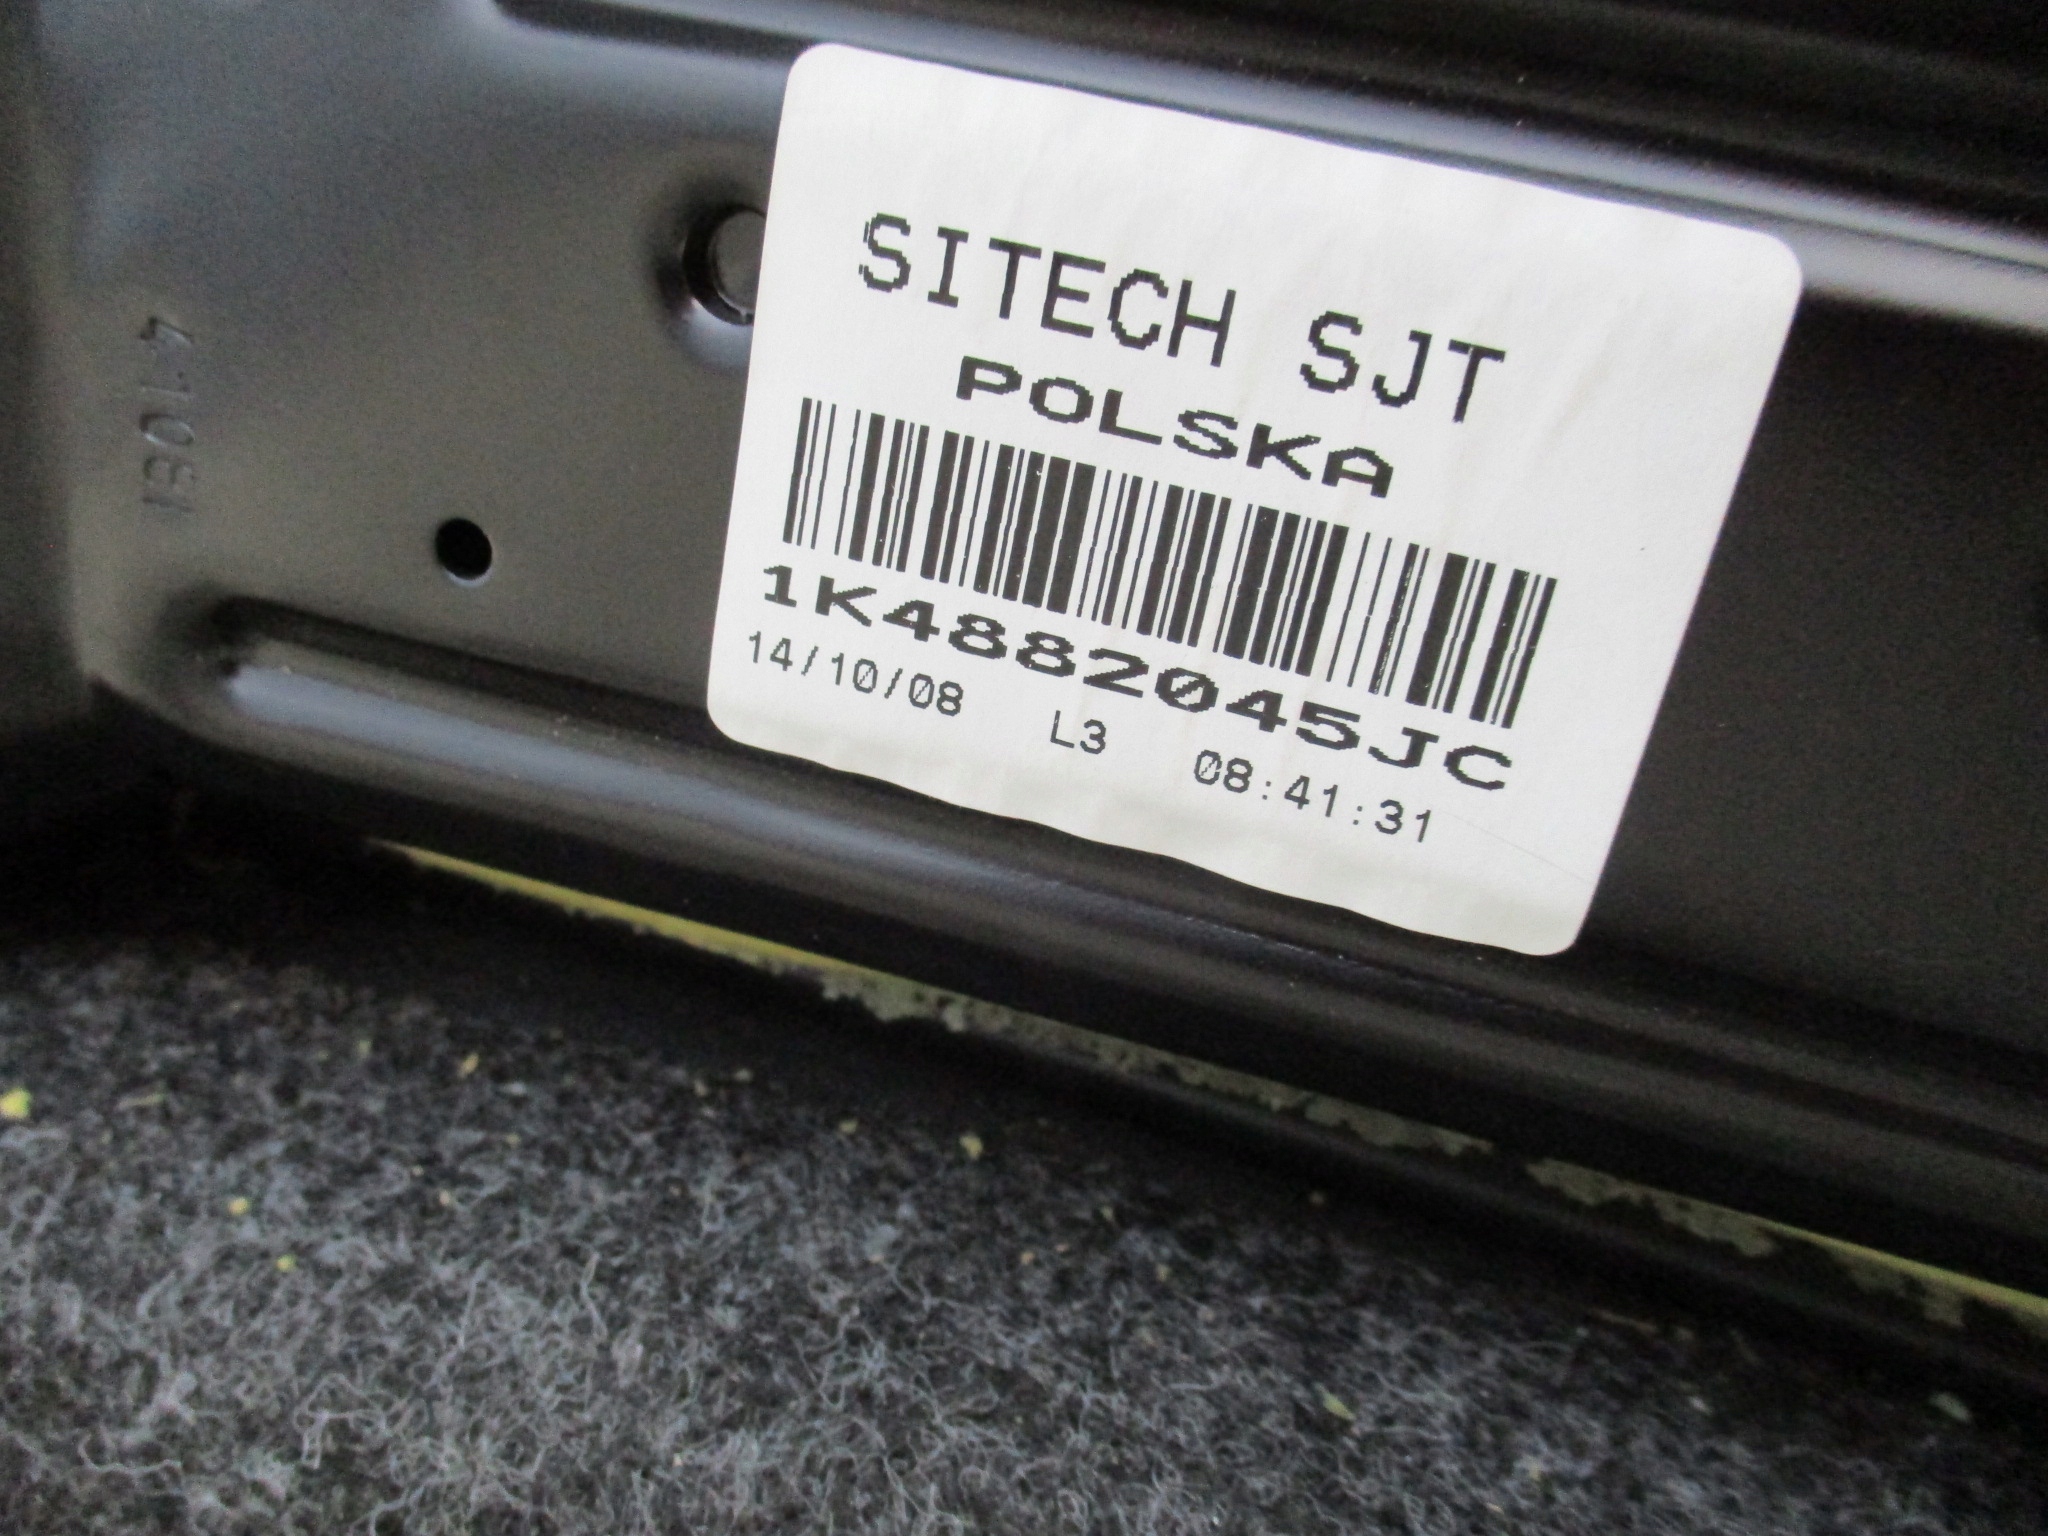 SITECH SJT
POLSKA
1K4882045JC
14/10/08 L3 08:41:31